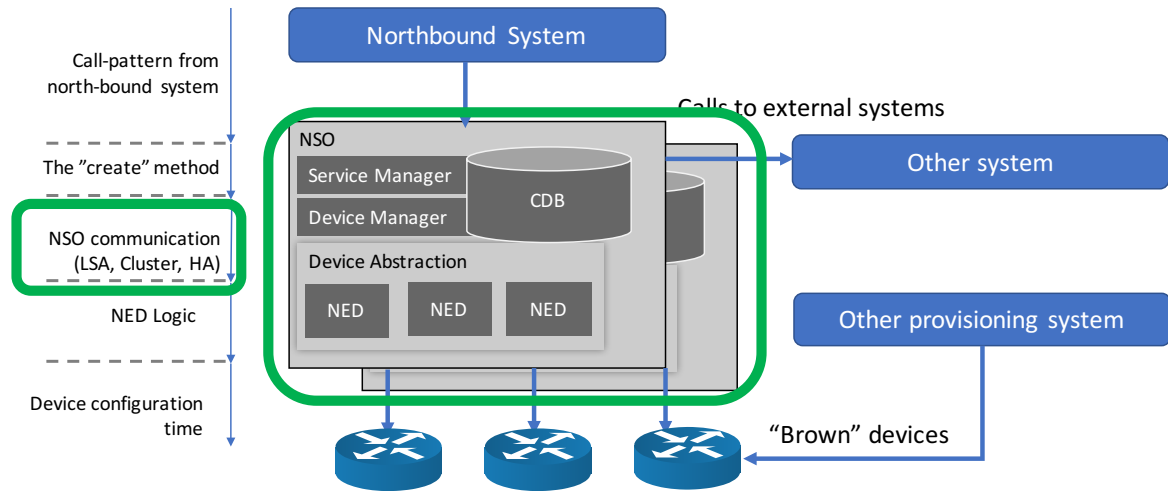 Northbound System
Call-pattern from
north-bound system
Calls to external systems
The ”create” method
NSO
Service Manager
Device Manager
CDB
Other system
NSO communication
(LSA, Cluster, HA)
Device Abstraction
NED
NED
NED
NED Logic
Other provisioning system
Device configuration
time
“Brown” devices